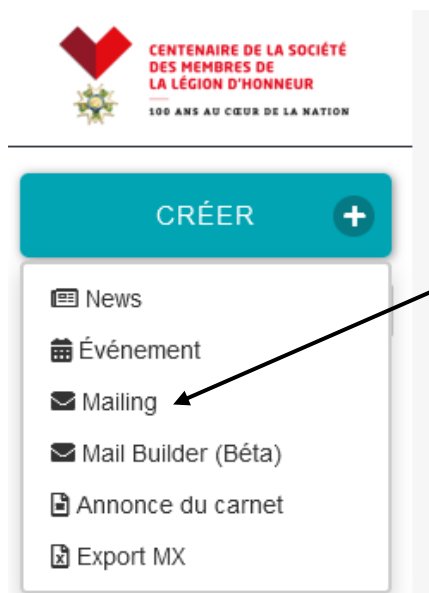 CENTENAIRE DE LA SOCIÉTÉ
DES MEMBRES DE
LA LÉGION D'HONNEUR
100 ANS AU CŒUR DE LA NATION
CRÉER
News
Événement
Mailing
Mail Builder (Béta)
Annonce du carnet
Export MX